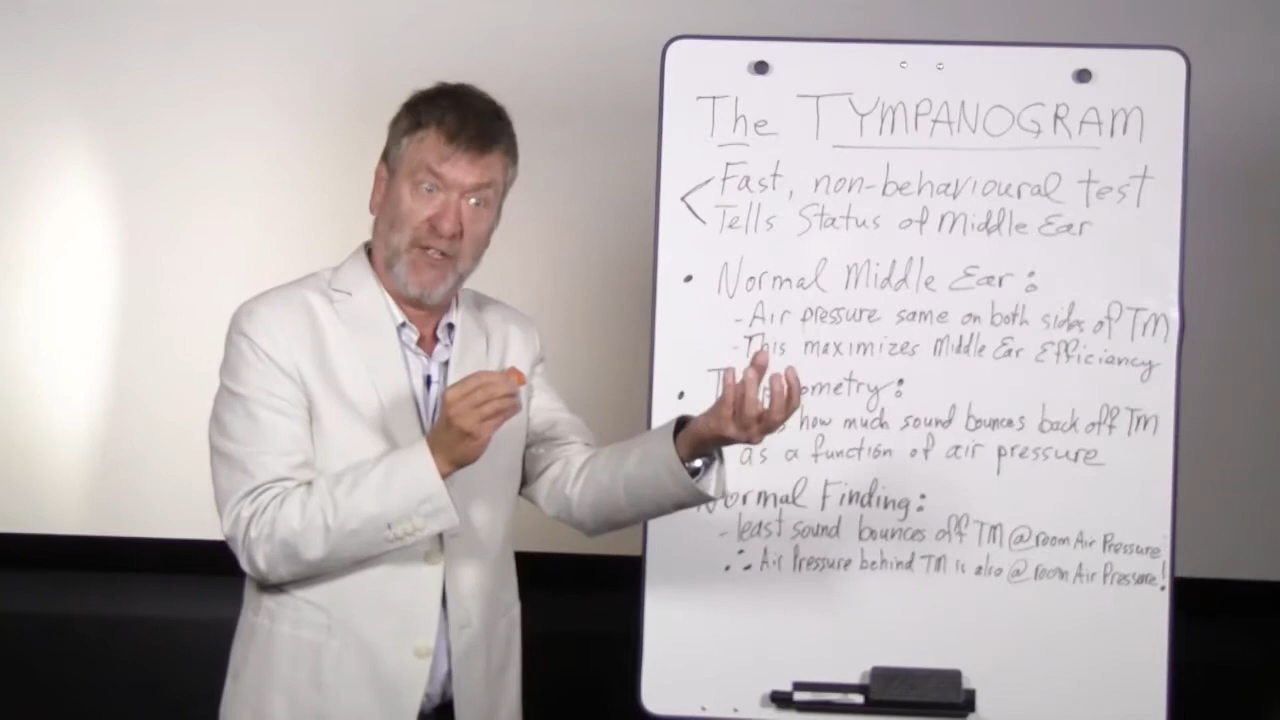 The TYMPANOGRAM
Fast, non-behavioural test
Tells Status of Middle Ear
• Normal Middle Ear:
- Air pressure same on both sides of TM
- This maximizes Middle Ear Efficiency
•
how much sound bounces back off TM
as a function of air pressure
Normal Finding:
- least sound bounces off TM @ room Air Pressure
∴ Air Pressure behind TM is also @ room Air Pressure!